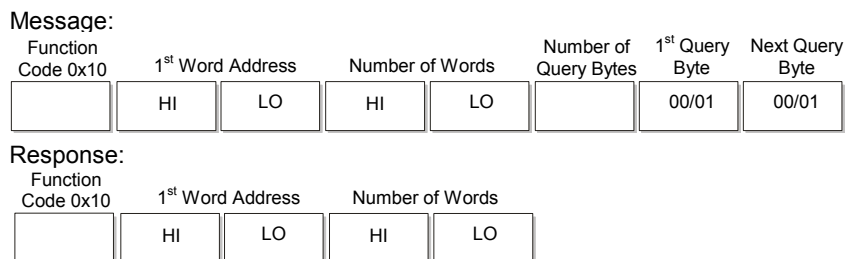 Message:
Function Code 0x10
1st Word Address
Number of Words
Number of Query Bytes
1st Query Byte
Next Query Byte
HI LO HI LO 00/01 00/01
Response:
Function Code 0x10
1st Word Address
Number of Words
HI LO HI LO